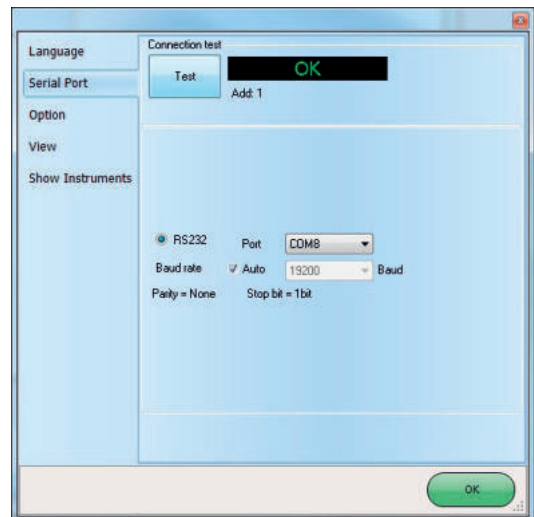 Language
Serial Port
Option
View
Show Instruments
Connection test
Test
OK
Add: 1
RS232 Port COM8
Baud rate Auto 19200 Baud
Parity = None Stop bit = 1bit
OK